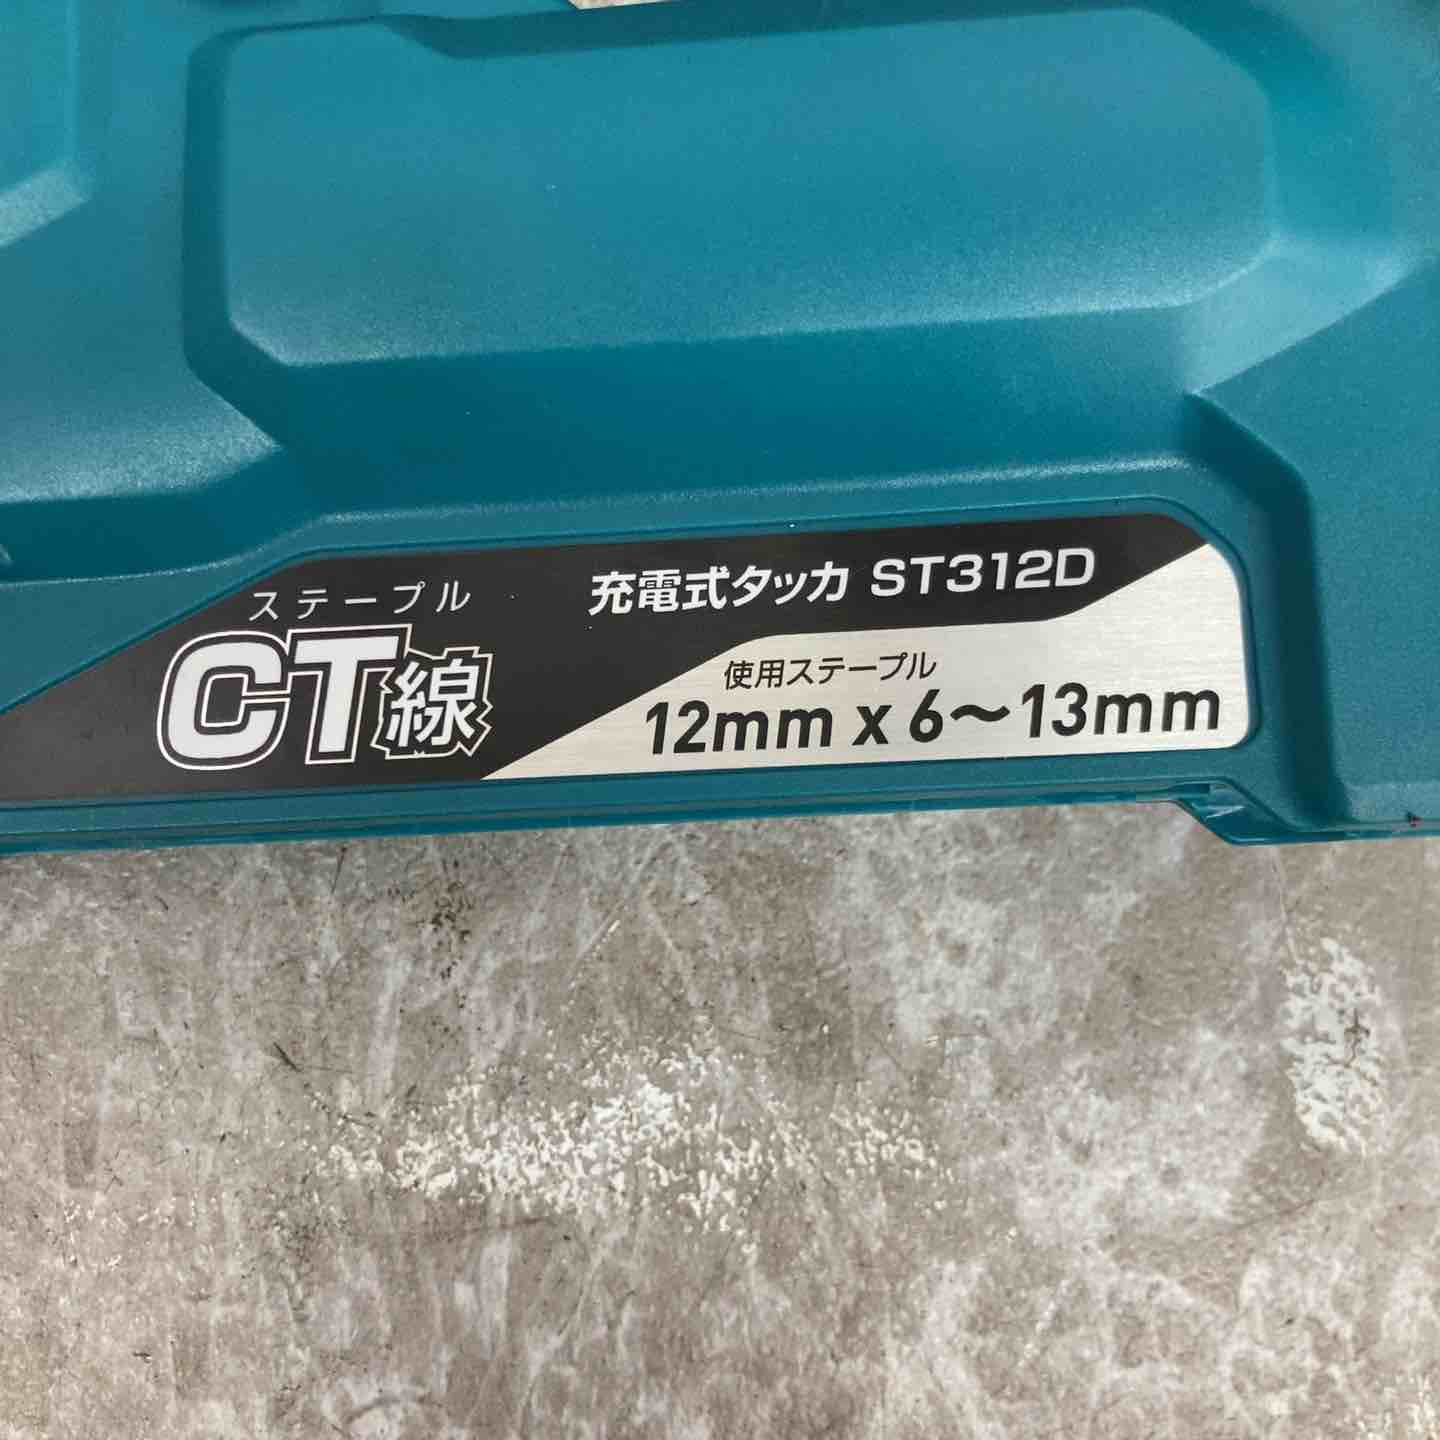 ステープル
CT線
充電式タッカ ST312D
使用ステープル
12mm x 6〜13mm